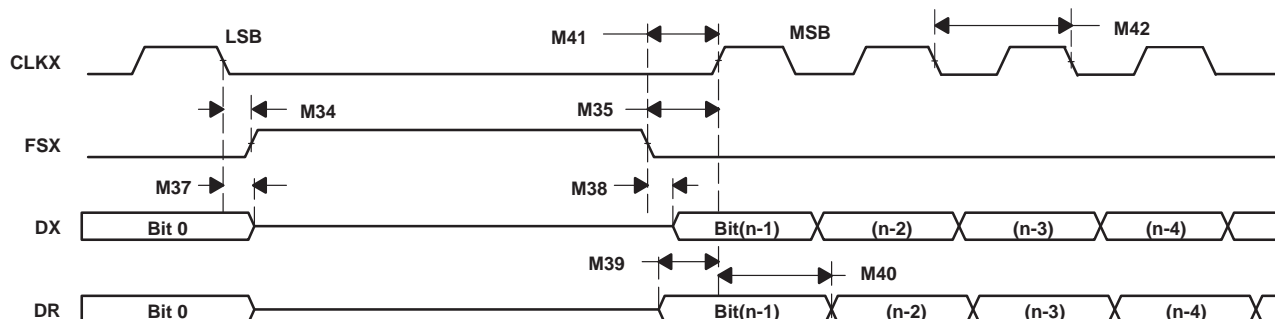 LSB
M41
MSB
M42
CLKX
M34
M35
FSX
M37
M38
DX
Bit 0
Bit(n-1)
(n-2)
(n-3)
(n-4)
M39
M40
DR
Bit 0
Bit(n-1)
(n-2)
(n-3)
(n-4)